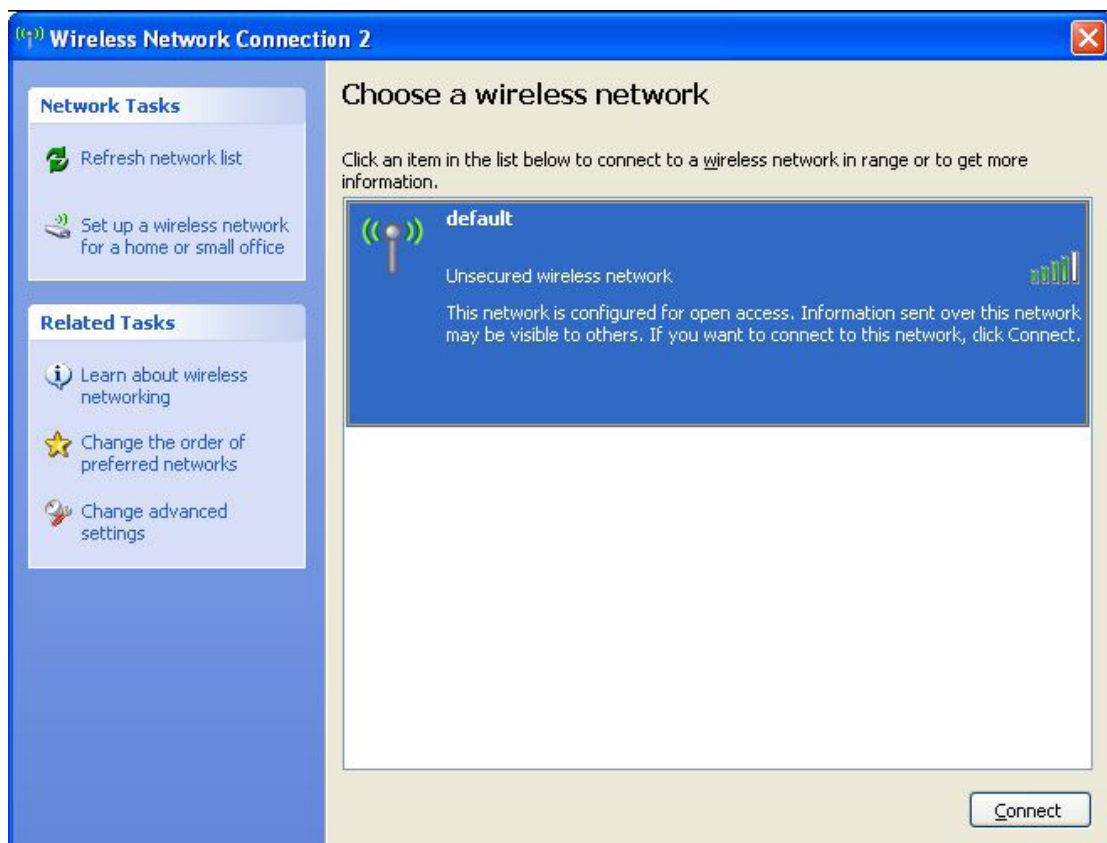 Wireless Network Connection 2
Network Tasks
Refresh network list
Set up a wireless network
for a home or small office
Related Tasks
Learn about wireless
networking
Change the order of
preferred networks
Change advanced
settings
Choose a wireless network
Click an item in the list below to connect to a wireless network in range or to get more
information.
default
Unsecured wireless network
This network is configured for open access. Information sent over this network
may be visible to others. If you want to connect to this network, click Connect.
Connect